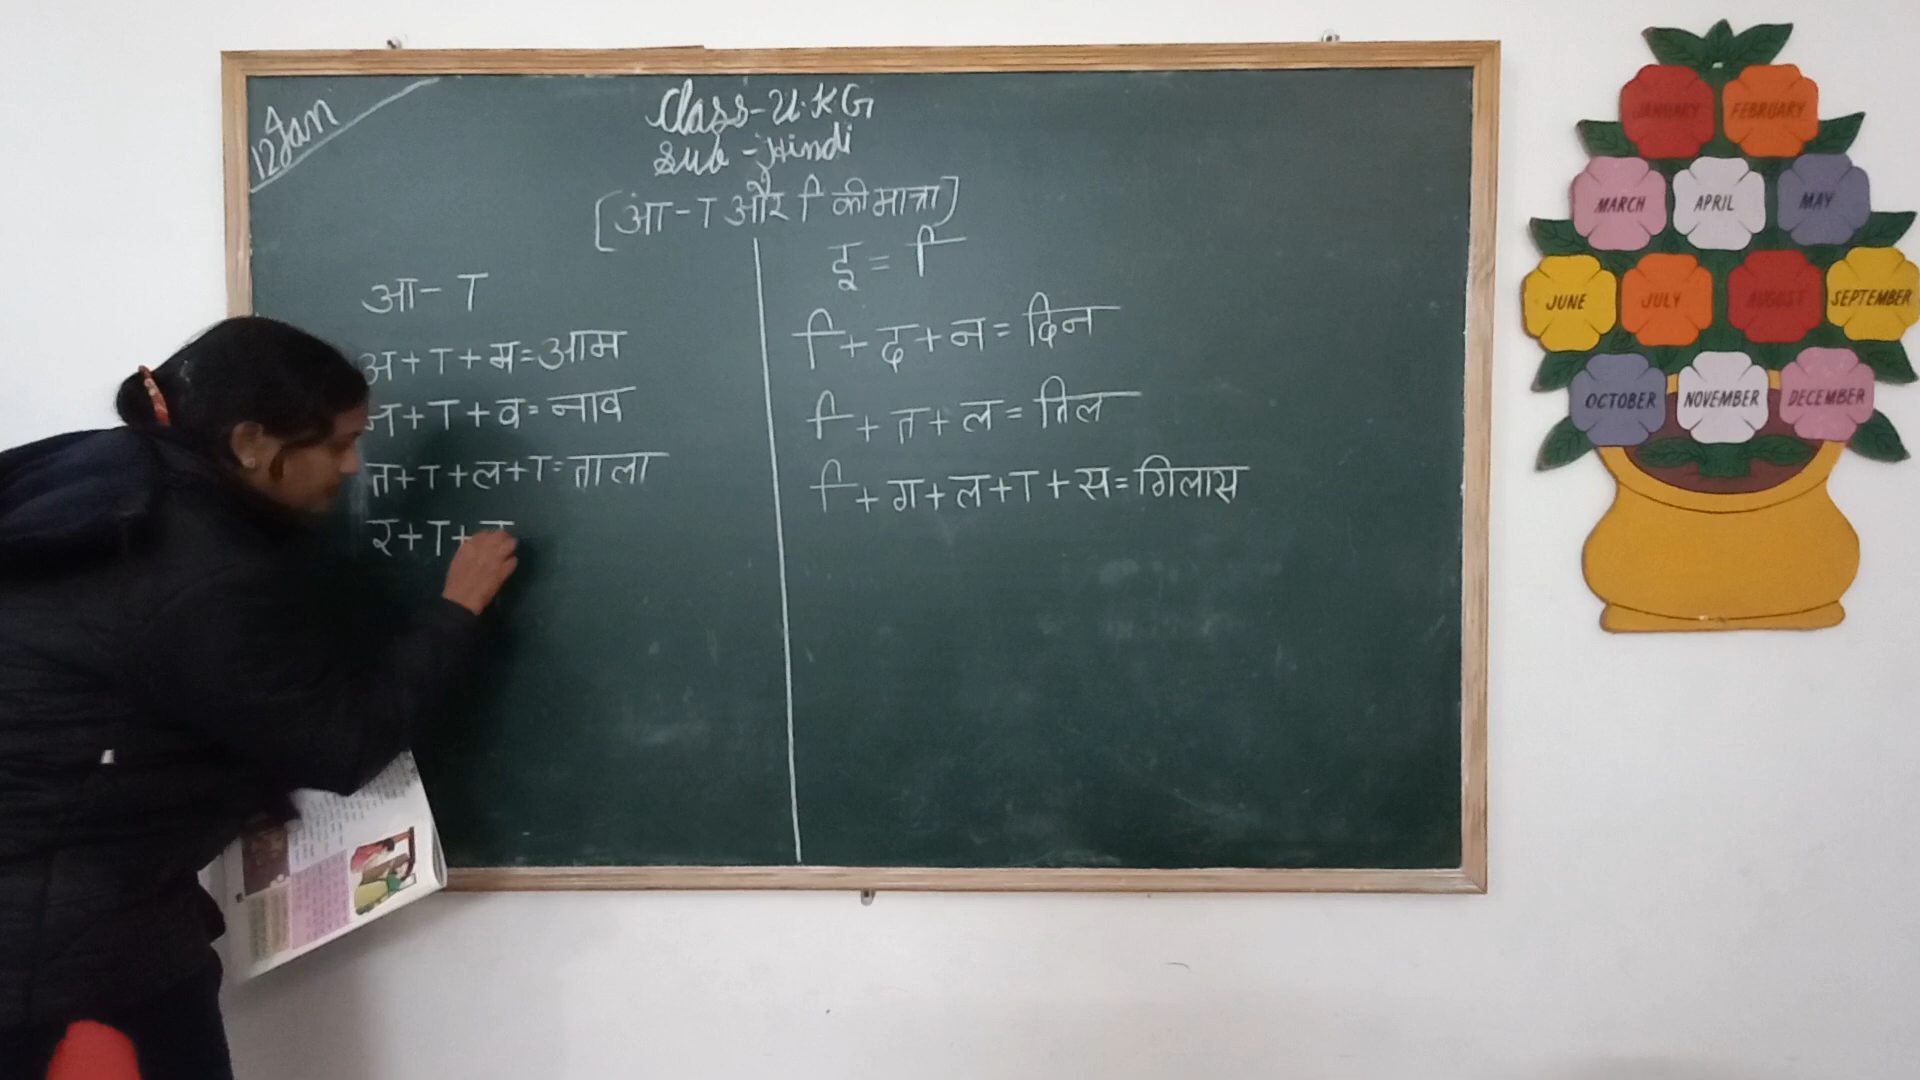 12 Jan
Class-U.KG
Sub-Hindi
[आ-ा और ि की मात्रा]
आ-ा
अ+ा+म=आम
न+ा+व=नाव
त+ा+ल+ा=ताला
र+ा+
इ=ि
ि+द+न=दिन
ि+त+ल=तिल
ि+ग+ल+ा+स=गिलास
JANUARY FEBRUARY
MARCH APRIL MAY
JUNE JULY AUGUST SEPTEMBER
OCTOBER NOVEMBER DECEMBER